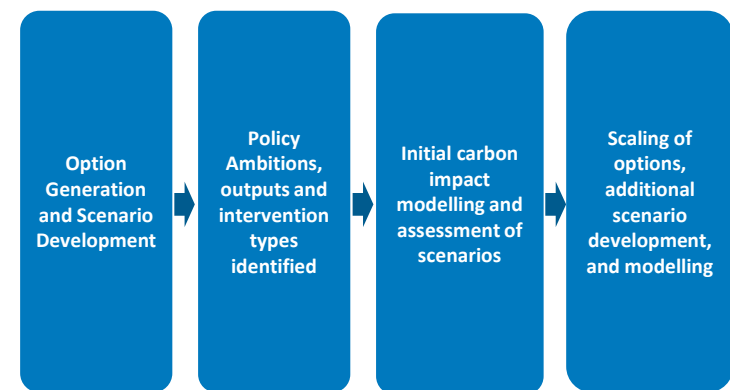 Option
Generation
and Scenario
Development
Policy
Ambitions,
outputs and
intervention
types
identified
Initial carbon
impact
modelling and
assessment of
scenarios
Scaling of
options,
additional
scenario
development,
and modelling